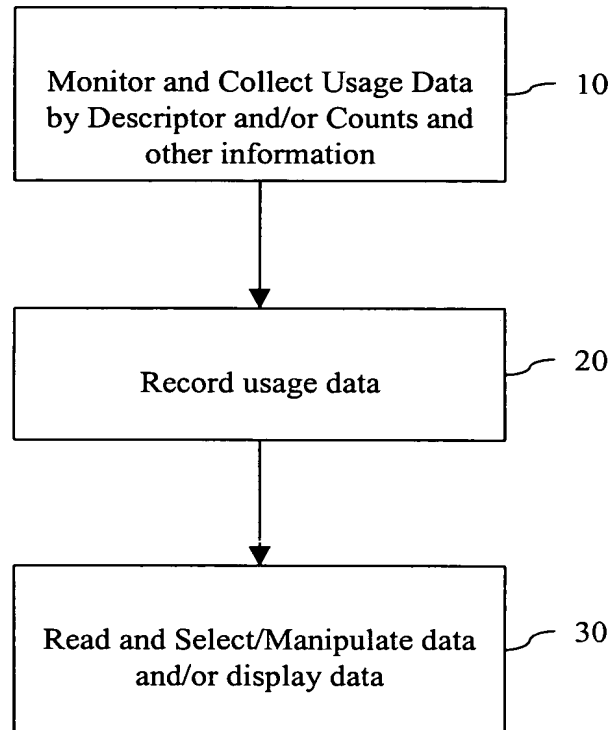 Monitor and Collect Usage Data
by Descriptor and/or Counts and
other information
10
Record usage data
20
Read and Select/Manipulate data
and/or display data
30